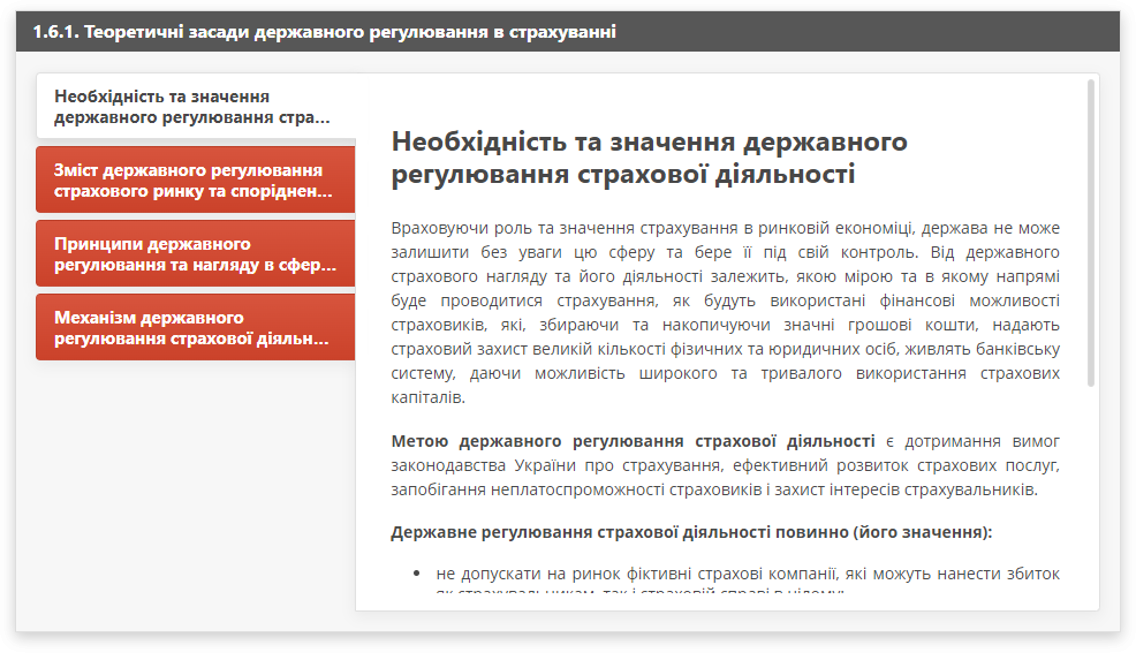 1.6.1. Теоретичні засади державного регулювання в страхуванні
Необхідність та значення
державного регулювання стра...
Зміст державного регулювання
страхового ринку та споріднен...
Принципи державного
регулювання та нагляду в сфер...
Механізм державного
регулювання страхової діяльн...
Необхідність та значення державного
регулювання страхової діяльності
Враховуючи роль та значення страхування в ринковій економіці, держава не може
залишити без уваги цю сферу та бере її під свій контроль. Від державного
страхового нагляду та його діяльності залежить, якою мірою та в якому напрямі
буде проводитися страхування, як будуть використані фінансові можливості
страховиків, які, збираючи та накопичуючи значні грошові кошти, надають
страховий захист великій кількості фізичних та юридичних осіб, живлять банківську
систему, даючи можливість широкого та тривалого використання страхових
капіталів.
Метою державного регулювання страхової діяльності є дотримання вимог
законодавства України про страхування, ефективний розвиток страхових послуг,
запобігання неплатоспроможності страховиків і захист інтересів страхувальників.
Державне регулювання страхової діяльності повинно (його значення):
• не допускати на ринок фіктивні страхові компанії, які можуть нанести збиток
як страхувальникам, так і страховій справі в цілому;